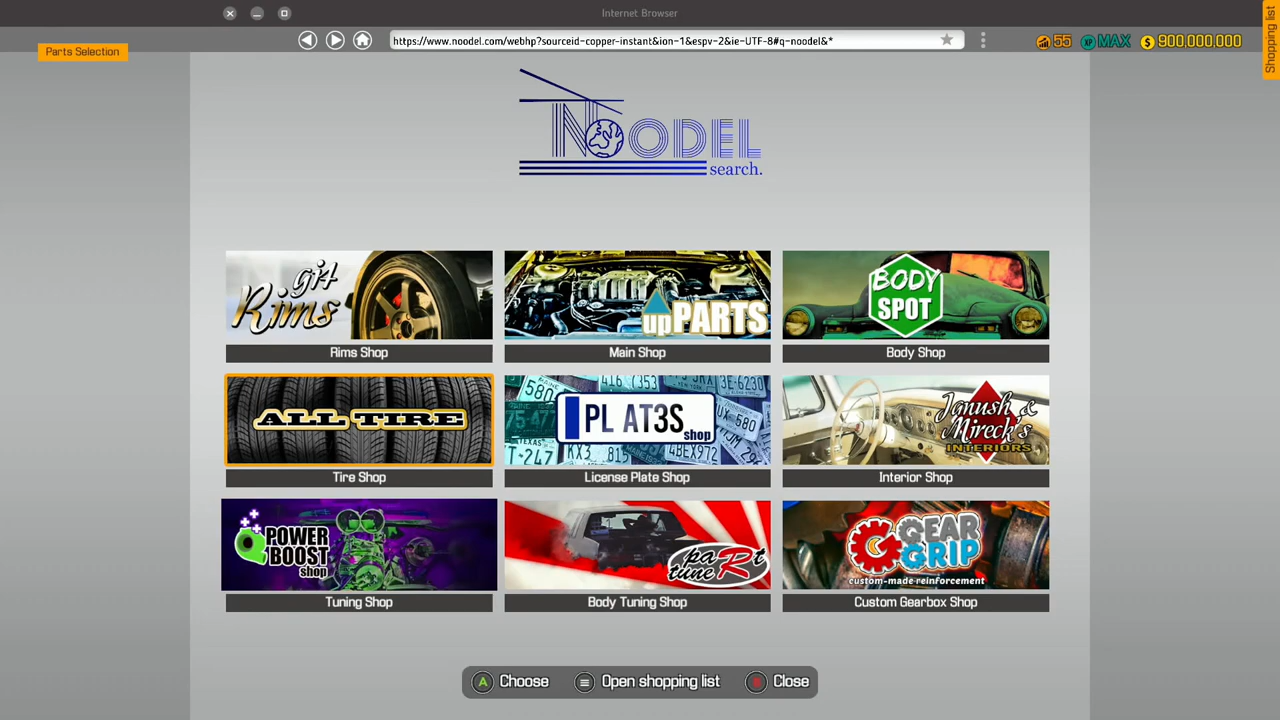 Internet Browser
Parts Selection
https://www.noodel.com/webhp?sourceid-copper-instant&ion-1&espv-2&ie-UTF-8#q-noodel&*
55
XP MAX
$ 900,000,000
Shopping list
NOODEL
search.
git
Rims
upPARTS
BODY
SPOT
Rims Shop
Main Shop
Body Shop
ALL TIRE
PL AT3S
shop
Janush &
Mireck's
INTERIORS
Tire Shop
License Plate Shop
Interior Shop
POWER
BOOST
shop
paRt
tuneR
GEAR
GRIP
custom-made reinforcement
Tuning Shop
Body Tuning Shop
Custom Gearbox Shop
A Choose
Open shopping list
Close